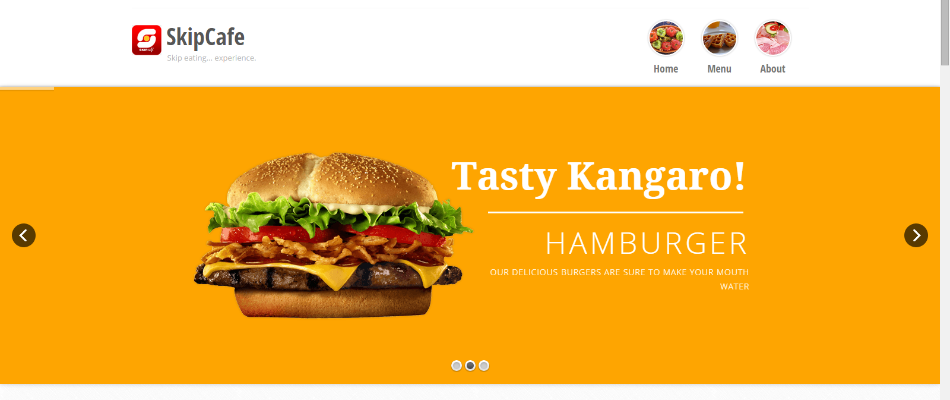 SkipCafe
Skip eating... experience.
Home
Menu
About
Tasty Kangaro!
HAMBURGER
OUR DELICIOUS BURGERS ARE SURE TO MAKE YOUR MOUTH
WATER